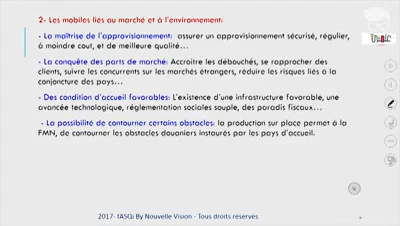 2- Les mobiles liés au marché et à l'environnement:
- La maîtrise de l'approvisionnement: assurer un approvisionnement sécurisé, régulier,
à moindre cout, et de meilleure qualité...
- La conquête des parts de marché: Accroitre les débouchés, se rapprocher des
clients, suivre les concurrents sur les marchés étrangers, réduire les risques liés à la
conjoncture des pays...
- Des condition d'accueil favorables: L'existence d'une infrastructure favorable, une
avancée technologique, réglementation sociales souple, des paradis fiscaux...
- La possibilité de contourner certains obstacles: la production sur place permet à la
FMN, de contourner les obstacles douaniers instaurés par les pays d'accueil.
2017- fASQi By Nouvelle Vision - Tous droits reserves